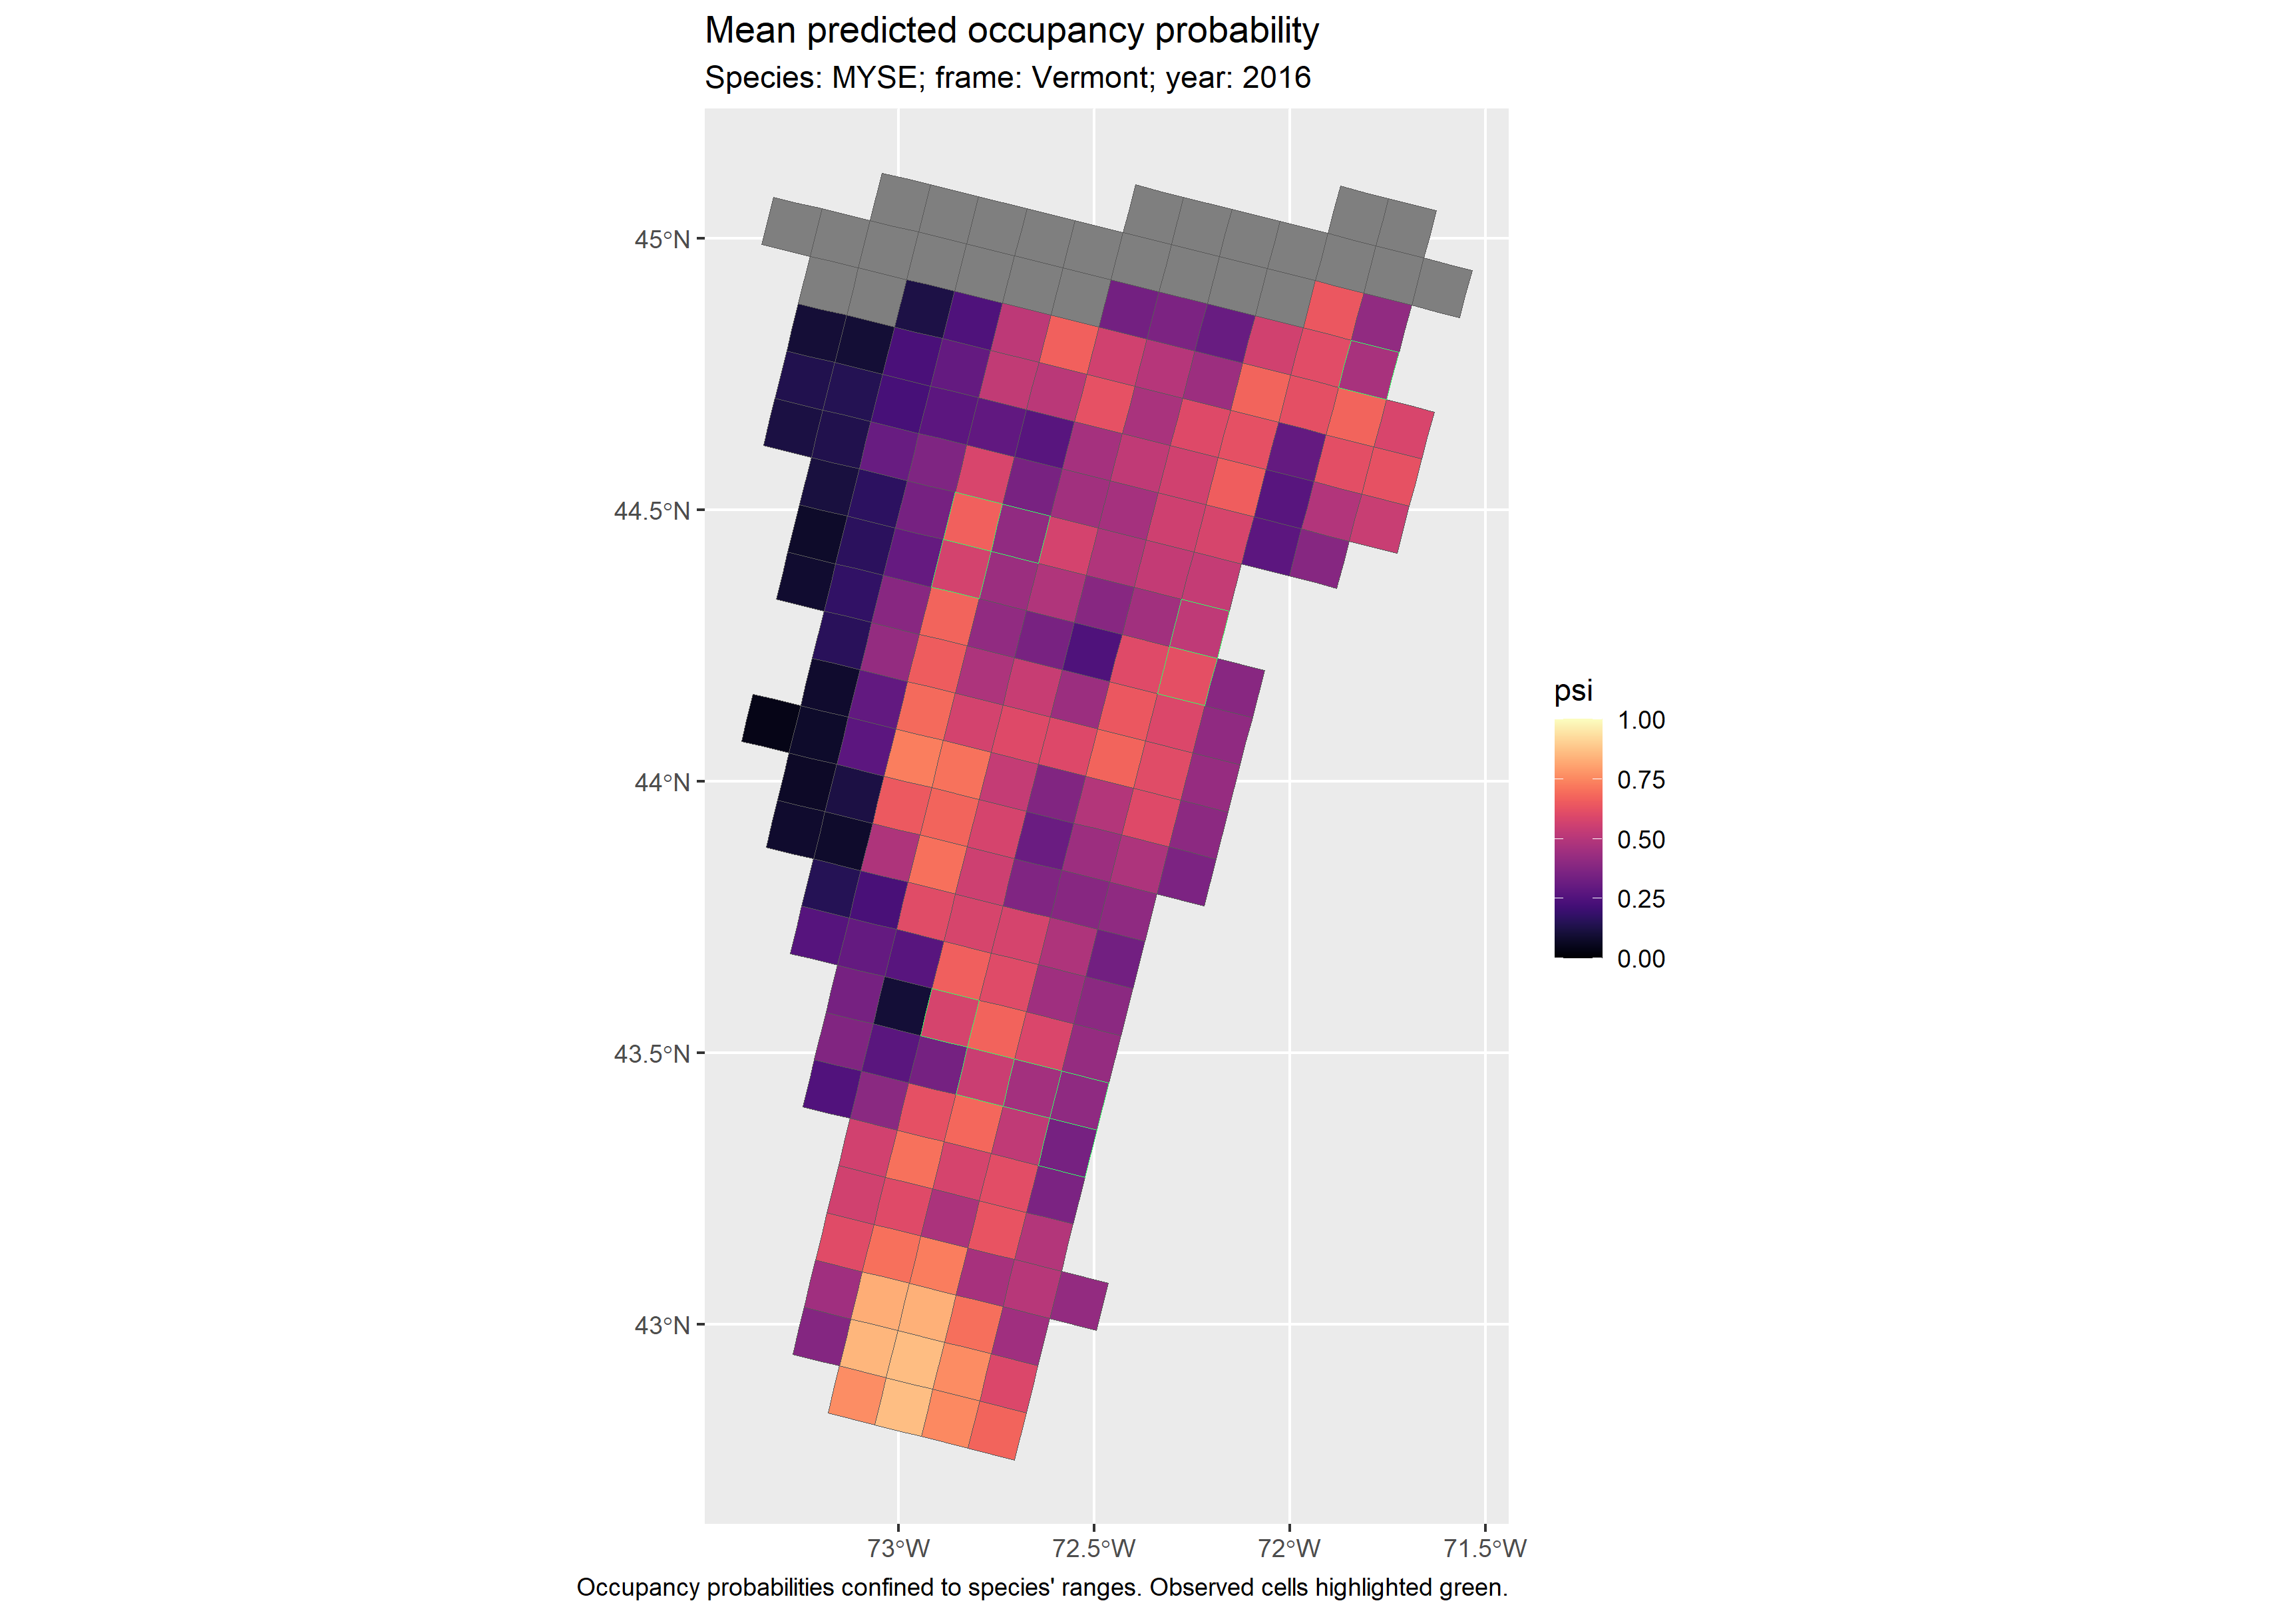 Mean predicted occupancy probability
Species: MYSE; frame: Vermont; year: 2016
45°N
44.5°N
44°N
43.5°N
43°N
73°W
72.5°W
72°W
71.5°W
psi
1.00
0.75
0.50
0.25
0.00
Occupancy probabilities confined to species' ranges. Observed cells highlighted green.